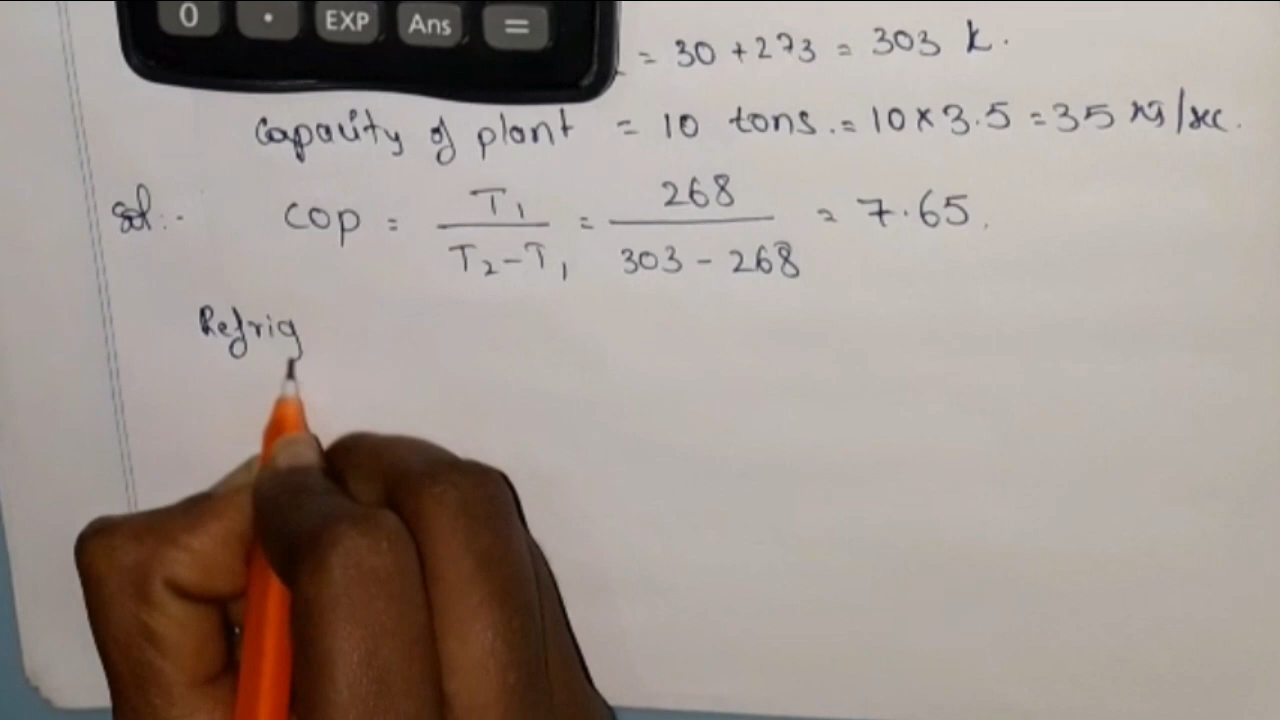 0 . EXP Ans =
= 30 + 273 = 303 k.
Capacity of plant = 10 tons. = 10 × 3.5 = 35 KJ/sec.
Sol:- COP = T₁ / T₂ - T₁ = 268 / 303 - 268 = 7.65.
Refrig